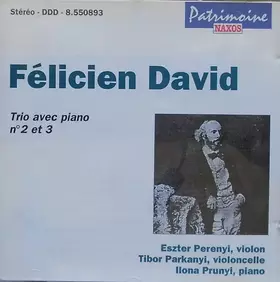 Stéréo - DDD - 8.550893
Patrimoine
NAXOS
Félicien David
Trio avec piano
n°2 et 3
Eszter Perenyi, violon
Tibor Parkanyi, violoncelle
Ilona Prunyi, piano